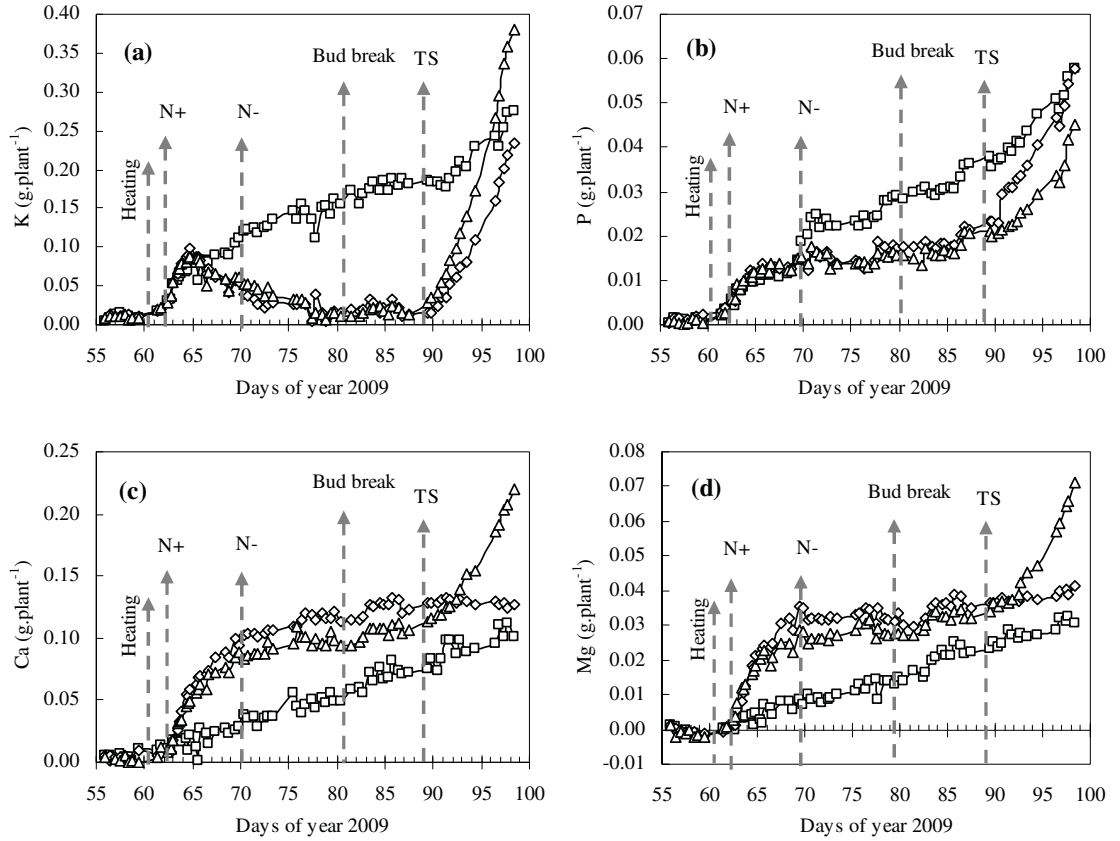 0.40
0.35
0.30
0.25
0.20
0.15
0.10
0.05
0.00
K (g.plant-1)
(a)
Heating
N+
N-
Bud break
TS
55 60 65 70 75 80 85 90 95 100
Days of year 2009
0.07
0.06
0.05
0.04
0.03
0.02
0.01
0.00
P (g.plant-1)
(b)
Heating
N+
N-
Bud break
TS
55 60 65 70 75 80 85 90 95 100
Days of year 2009
0.25
0.20
0.15
0.10
0.05
0.00
Ca (g.plant-1)
(c)
Heating
N+
N-
Bud break
TS
55 60 65 70 75 80 85 90 95 100
Days of year 2009
0.08
0.07
0.06
0.05
0.04
0.03
0.02
0.01
0.00
-0.01
Mg (g.plant-1)
(d)
Heating
N+
N-
Bud break
TS
55 60 65 70 75 80 85 90 95 100
Days of year 2009